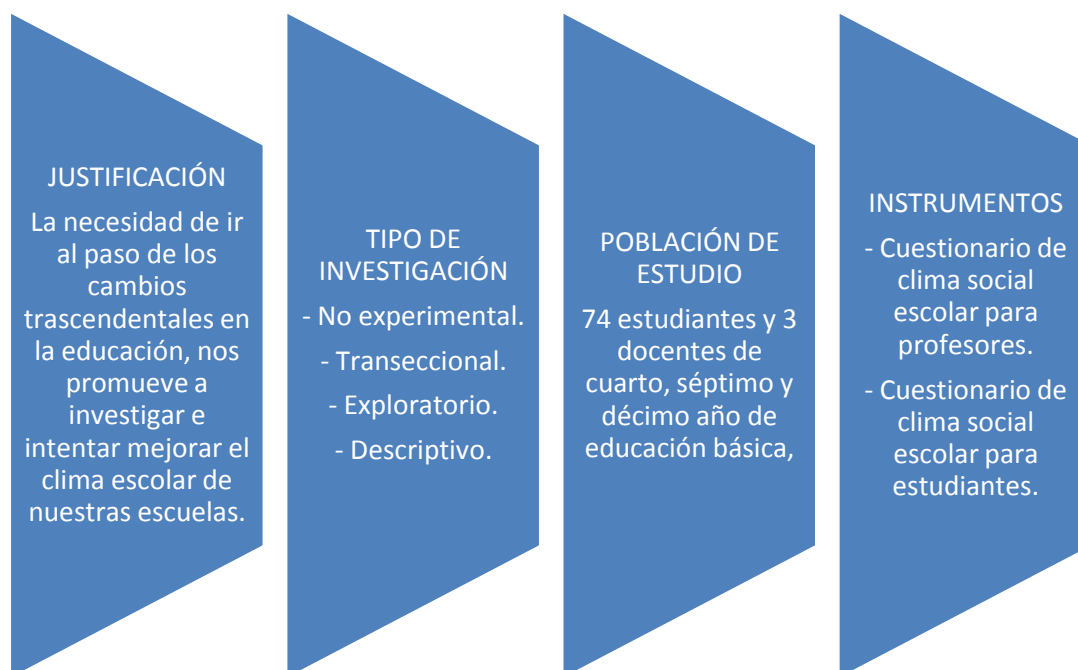 JUSTIFICACIÓN
La necesidad de ir
al paso de los
cambios
trascendentales en
la educación, nos
promueve a
investigar e
intentar mejorar el
clima escolar de
nuestras escuelas.
TIPO DE
INVESTIGACIÓN
- No experimental.
- Transeccional.
- Exploratorio.
- Descriptivo.
POBLACIÓN DE
ESTUDIO
74 estudiantes y 3
docentes de
cuarto, séptimo y
décimo año de
educación básica,
INSTRUMENTOS
- Cuestionario de
clima social
escolar para
profesores.
- Cuestionario de
clima social
escolar para
estudiantes.